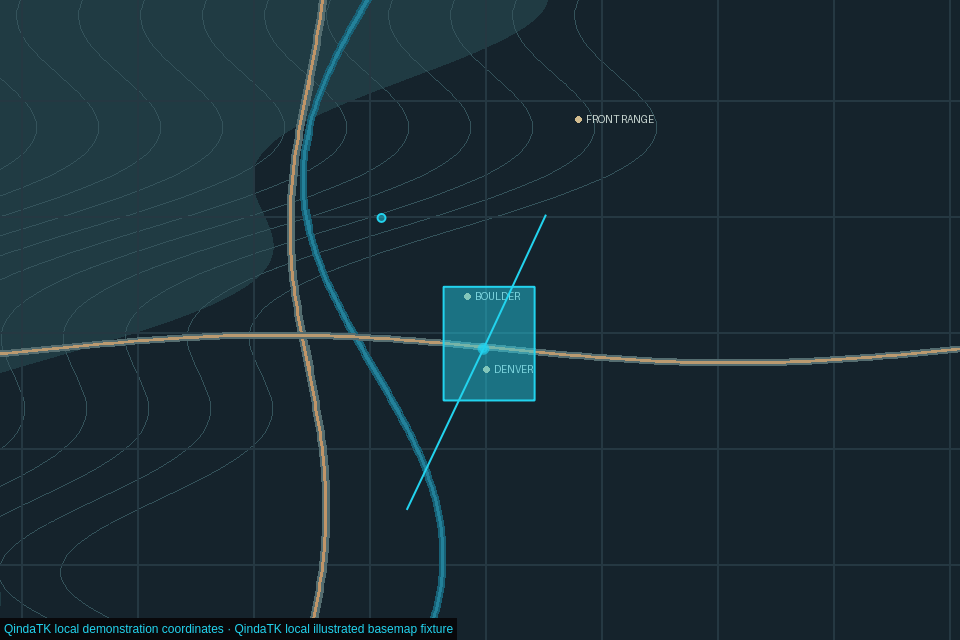 FRONT RANGE
BOULDER
DENVER
QindaTK local demonstration coordinates · QindaTK local illustrated basemap fixture